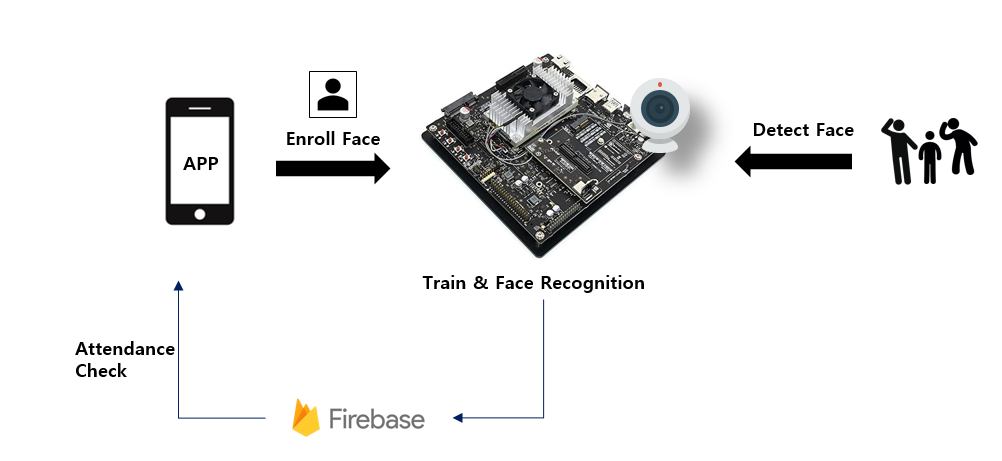 Enroll Face
Detect Face
APP
Train & Face Recognition
Attendance
Check
Firebase